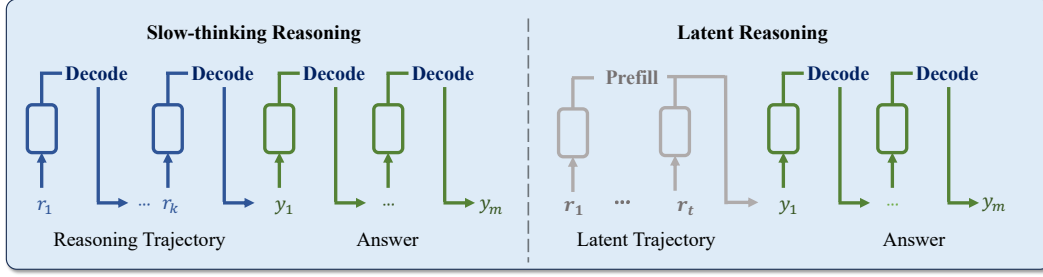 Slow-thinking Reasoning
Decode Decode Decode Decode
r₁ ... rₖ y₁ ... yₘ
Reasoning Trajectory Answer
Latent Reasoning
Prefill Decode Decode
r₁ ... rₜ y₁ ... yₘ
Latent Trajectory Answer